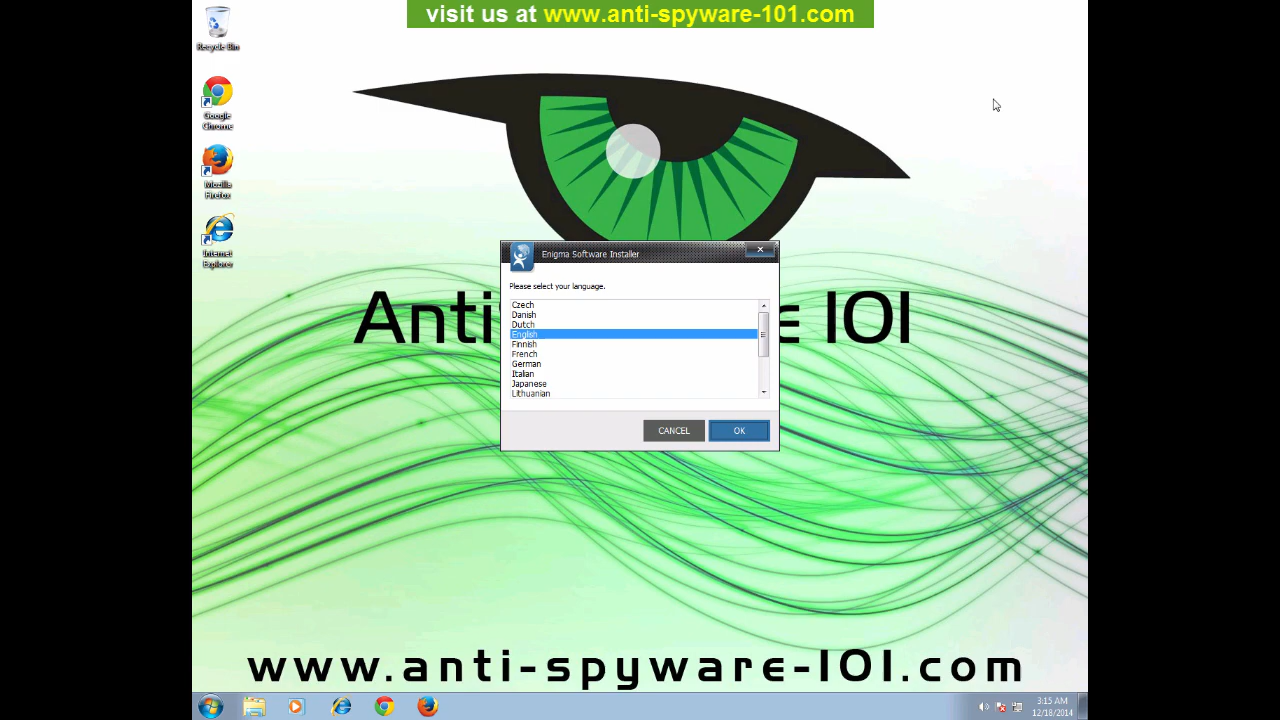 visit us at www.anti-spyware-101.com
Recycle Bin
Google
Chrome
Mozilla
Firefox
Internet
Explorer
Enigma Software Installer
Please select your language.
Czech
Danish
Dutch
English
Finnish
French
German
Italian
Japanese
Lithuanian
CANCEL
OK
Anti
e 101
www.anti-spyware-101.com
3:15 AM
12/18/2014